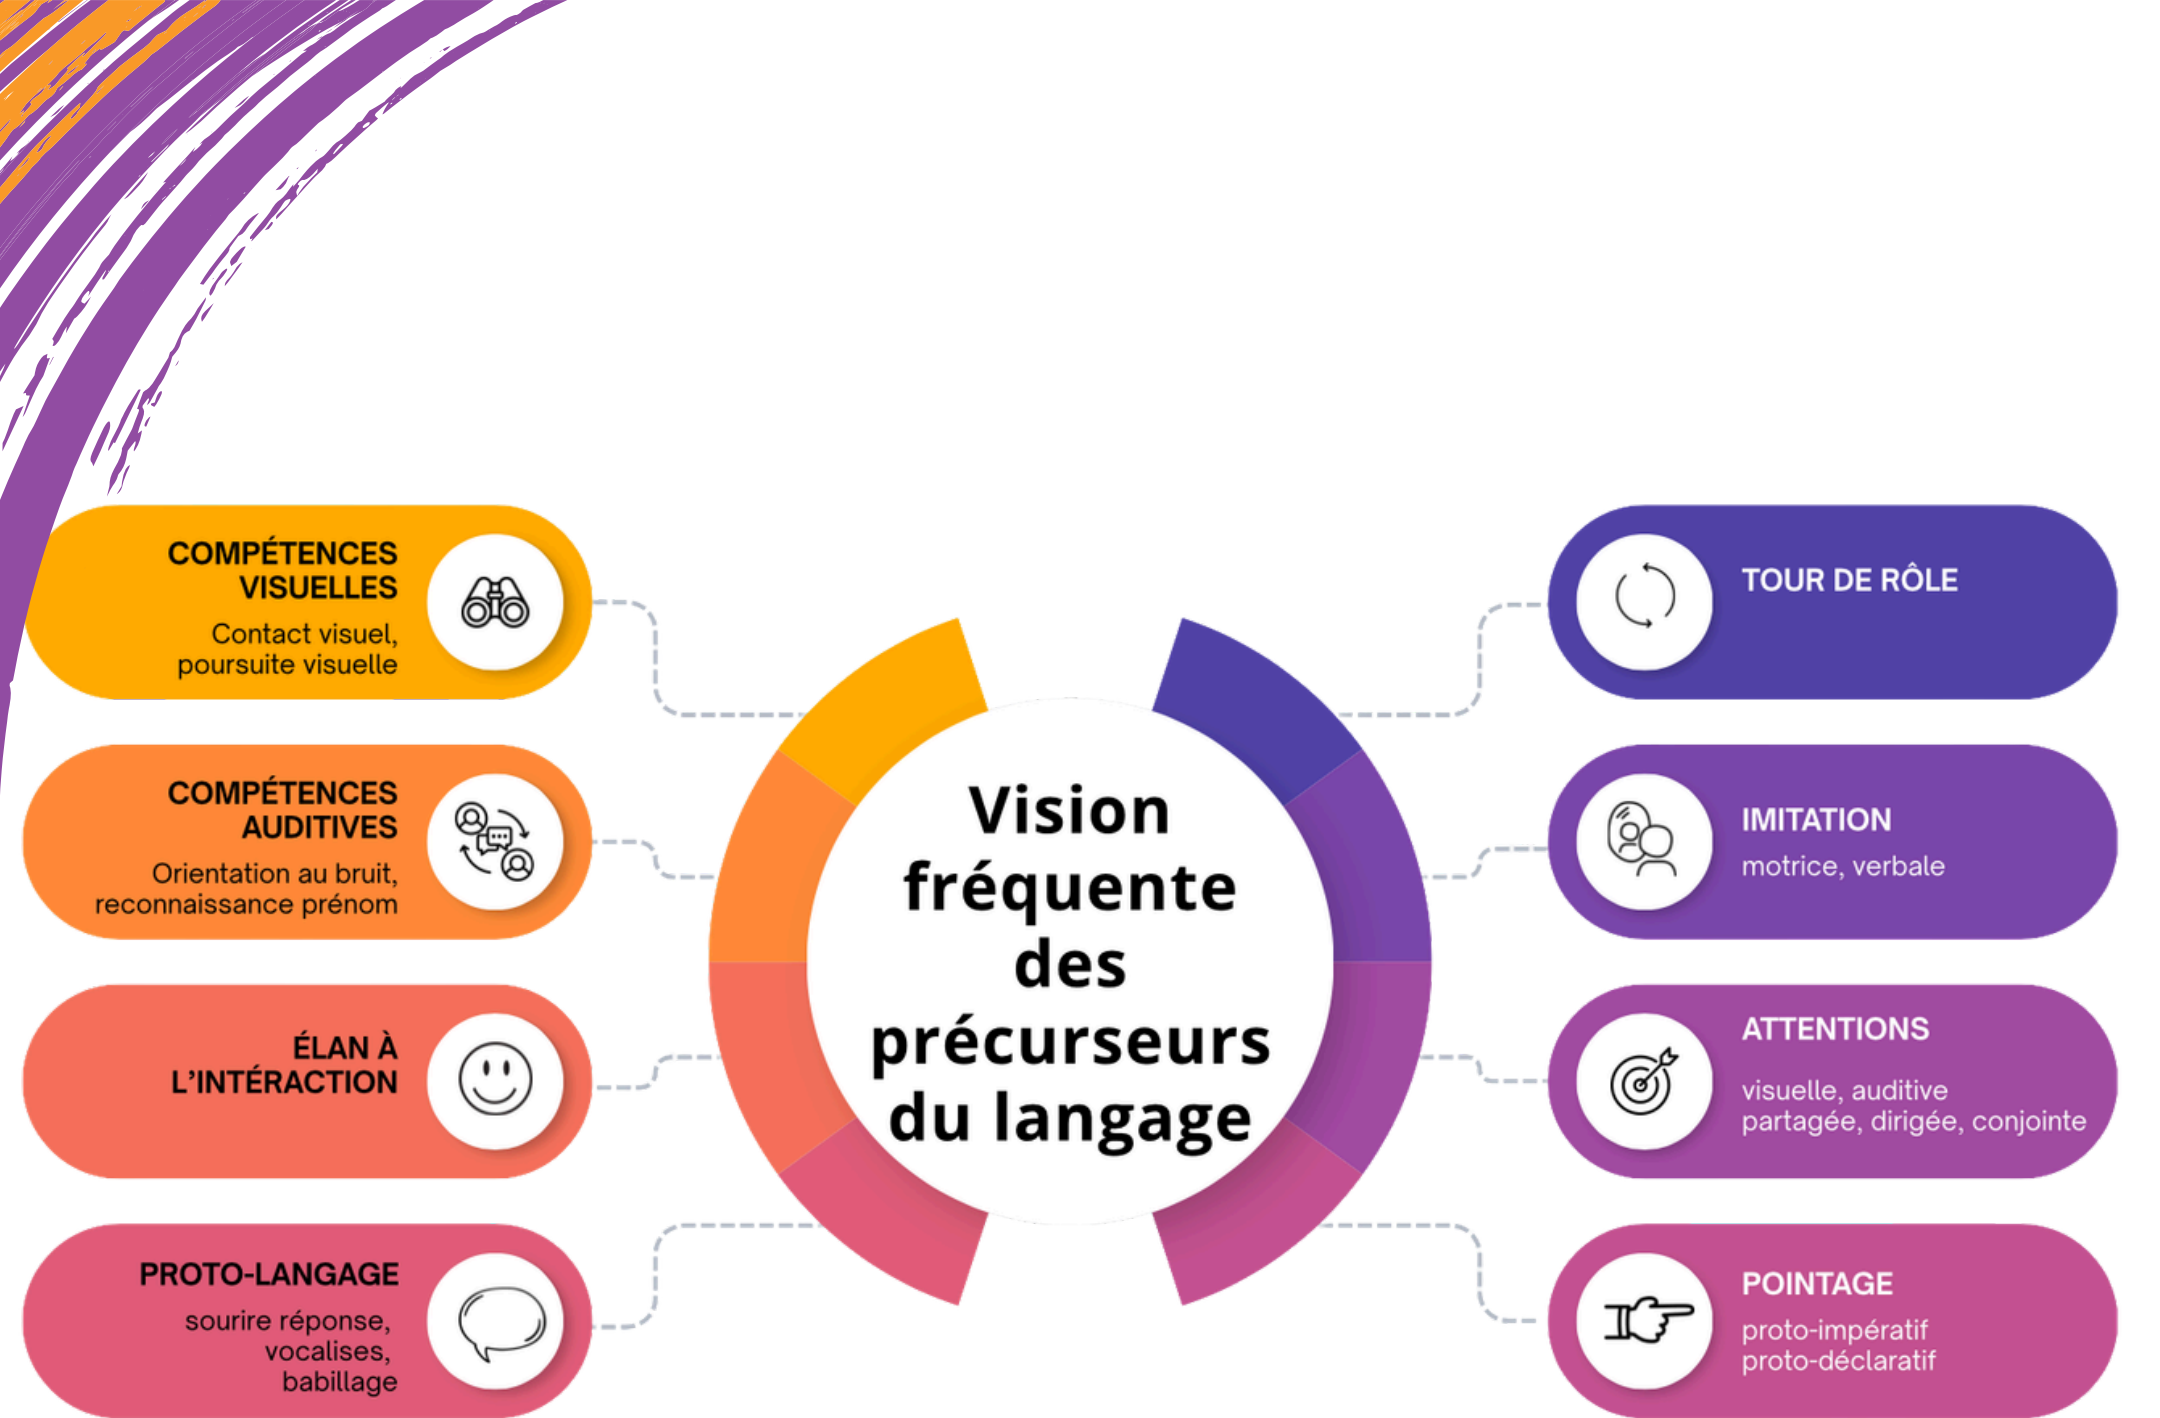 COMPÉTENCES
VISUELLES
Contact visuel,
poursuite visuelle
COMPÉTENCES
AUDITIVES
Orientation au bruit,
reconnaissance prénom
ÉLAN À
L'INTÉRACTION
PROTO-LANGAGE
sourire réponse,
vocalises,
babillage
Vision
fréquente
des
précurseurs
du langage
TOUR DE RÔLE
IMITATION
motrice, verbale
ATTENTIONS
visuelle, auditive
partagée, dirigée, conjointe
POINTAGE
proto-impératif
proto-déclaratif